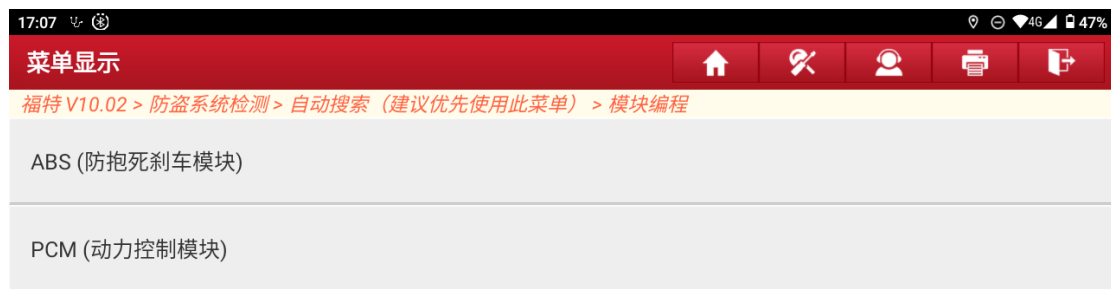 17:07 4G 47%
菜单显示
福特 V10.02 > 防盗系统检测 > 自动搜索（建议优先使用此菜单） > 模块编程
ABS (防抱死刹车模块)
PCM (动力控制模块)